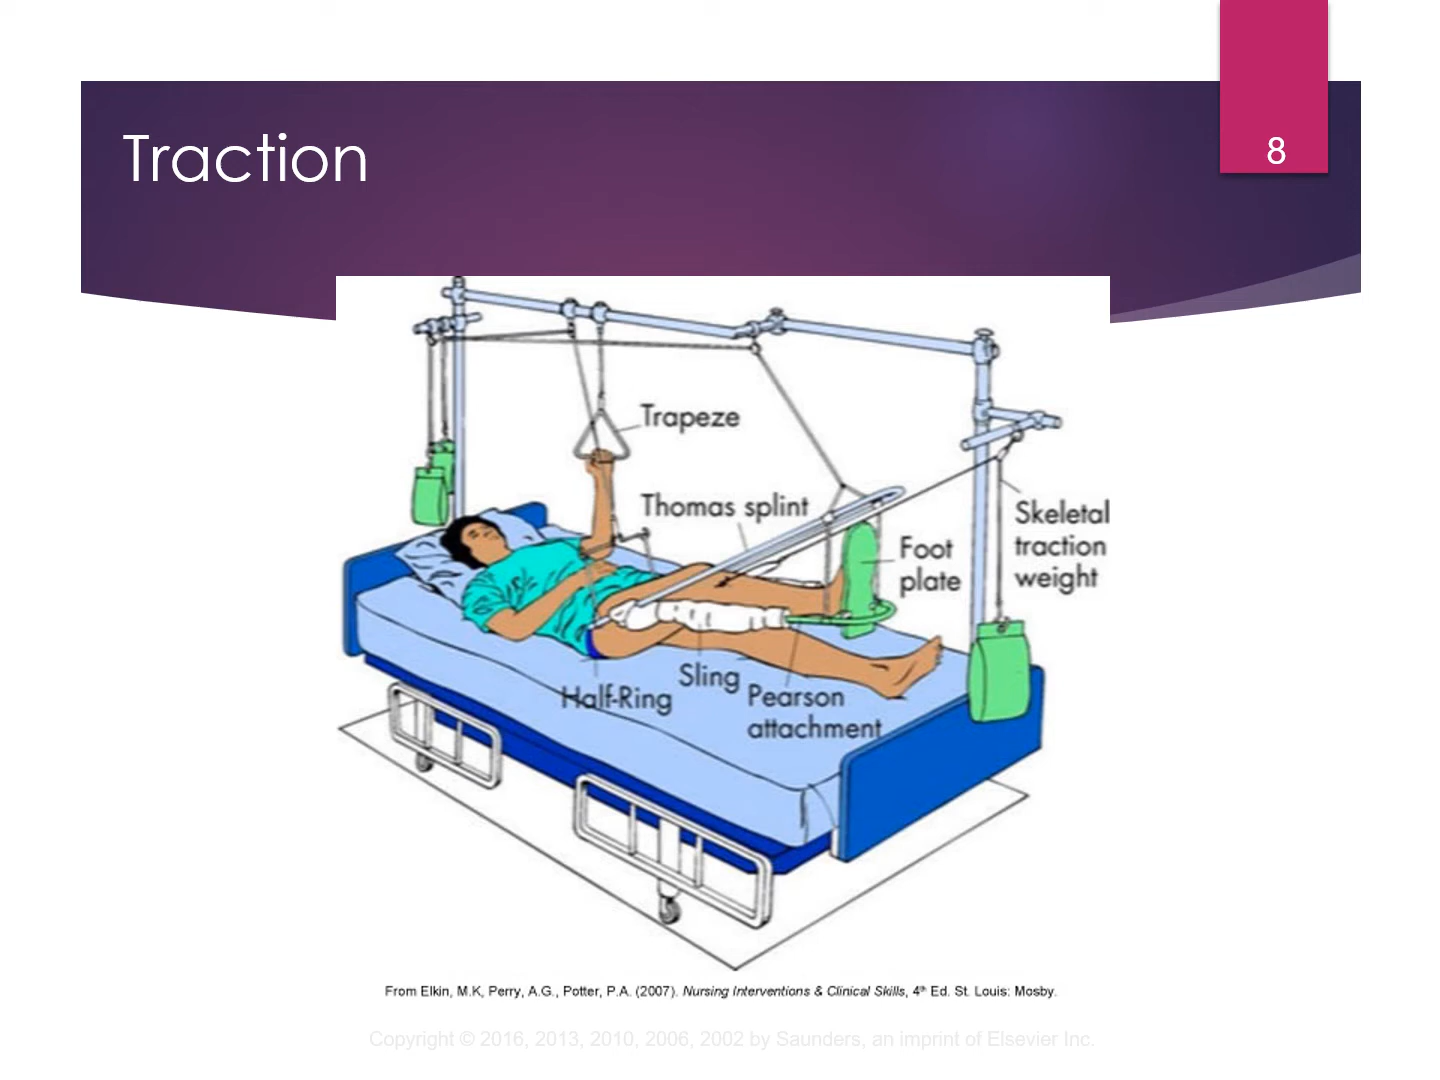 Traction
8
Trapeze
Thomas splint
Foot
plate
Skeletal
traction
weight
Half-Ring
Sling
Pearson
attachment
From Elkin, M.K, Perry, A.G., Potter, P.A. (2007). Nursing Interventions & Clinical Skills, 4th Ed. St. Louis: Mosby.
Copyright © 2016, 2013, 2010, 2006, 2002 by Saunders, an imprint of Elsevier Inc.